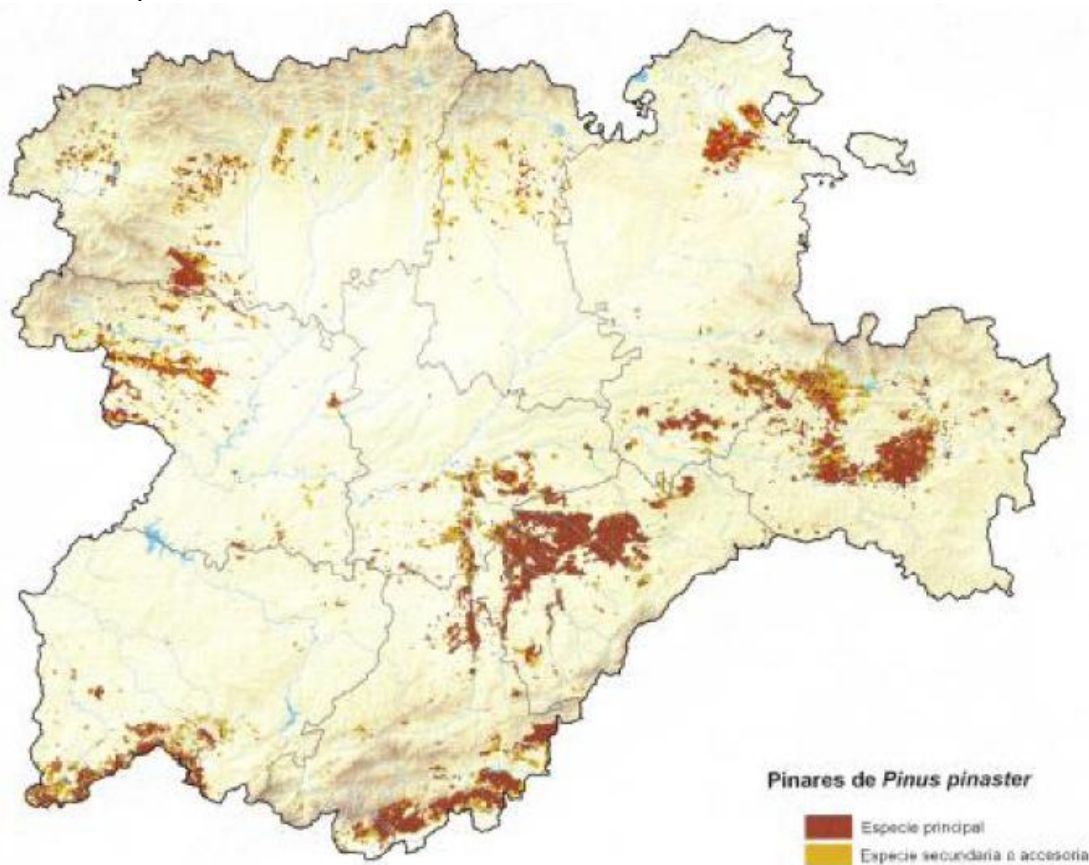 Pinares de Pinus pinaster
Especie principal
Especie secundaria o accesoria